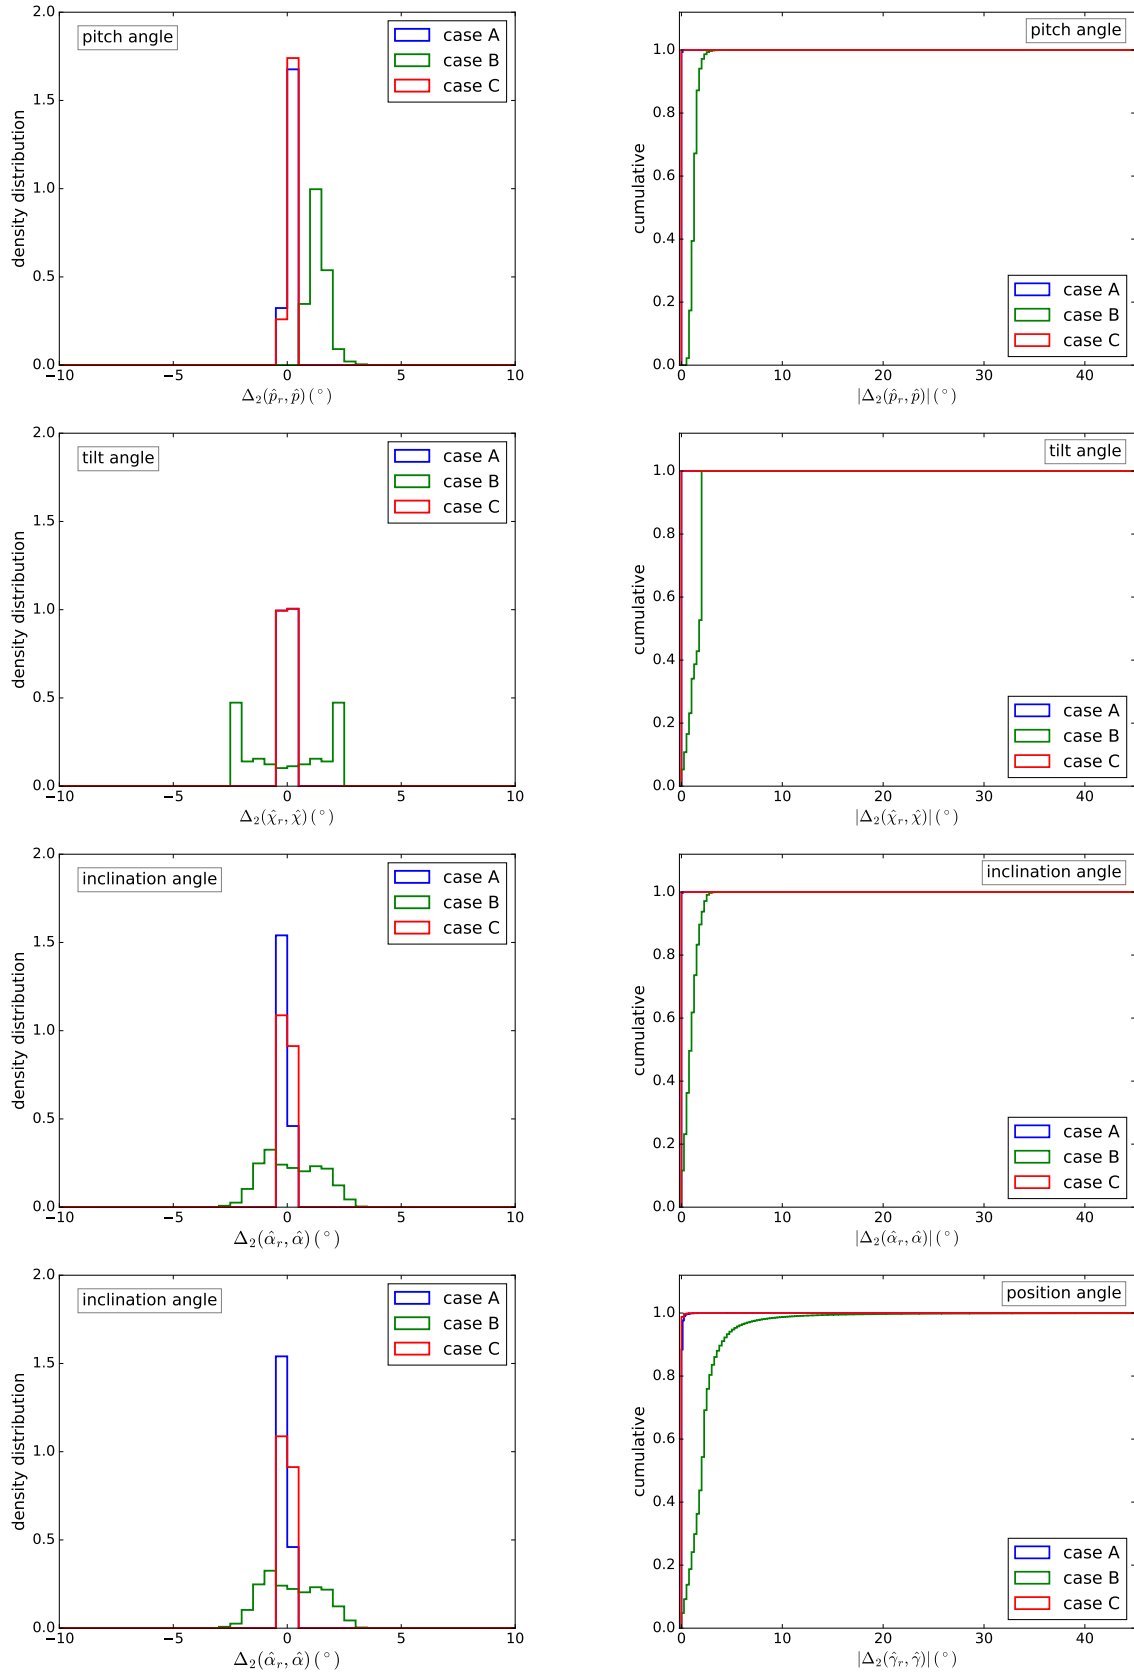 2.0
1.5
1.0
0.5
0.0
density distribution
pitch angle
case A
case B
case C
−10 −5 0 5 10
Δ₂(p̂ᵣ, p̂)(°)
1.0
0.8
0.6
0.4
0.2
0.0
cumulative
pitch angle
case A
case B
case C
0 10 20 30 40
|Δ₂(p̂ᵣ, p̂)|(°)
2.0
1.5
1.0
0.5
0.0
density distribution
tilt angle
case A
case B
case C
−10 −5 0 5 10
Δ₂(χ̂ᵣ, χ̂)(°)
1.0
0.8
0.6
0.4
0.2
0.0
cumulative
tilt angle
case A
case B
case C
0 10 20 30 40
|Δ₂(χ̂ᵣ, χ̂)|(°)
2.0
1.5
1.0
0.5
0.0
density distribution
inclination angle
case A
case B
case C
−10 −5 0 5 10
Δ₂(α̂ᵣ, α̂)(°)
1.0
0.8
0.6
0.4
0.2
0.0
cumulative
inclination angle
case A
case B
case C
0 10 20 30 40
|Δ₂(α̂ᵣ, α̂)|(°)
2.0
1.5
1.0
0.5
0.0
density distribution
inclination angle
case A
case B
case C
−10 −5 0 5 10
Δ₂(α̂ᵣ, α̂)(°)
1.0
0.8
0.6
0.4
0.2
0.0
cumulative
position angle
case A
case B
case C
0 10 20 30 40
|Δ₂(γ̂ᵣ, γ̂)|(°)